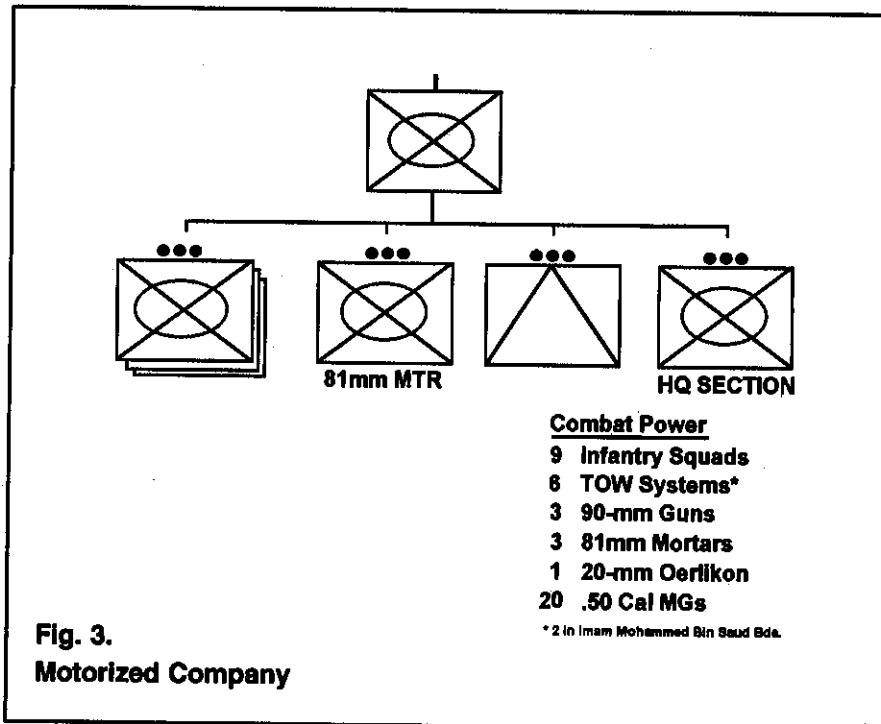 81mm MTR
HQ SECTION
Combat Power
9 Infantry Squads
6 TOW Systems*
3 90-mm Guns
3 81mm Mortars
1 20-mm Oerlikon
20 .50 Cal MGs
* 2 in Imam Mohammed Bin Saud Bde.
Fig. 3.
Motorized Company